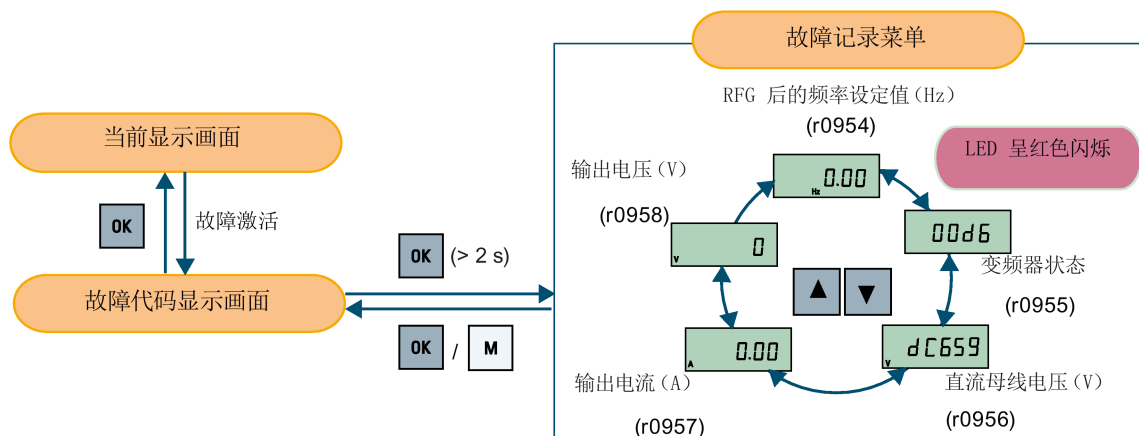 故障记录菜单
RFG 后的频率设定值(Hz)
(r0954)
当前显示画面
LED 呈红色闪烁
输出电压(V)
Hz 0.00
(r0958)
OK
故障激活
V 0
00d6
OK (> 2 s)
变频器状态
(r0955)
▲ ▼
故障代码显示画面
OK / M
A 0.00
V dC659
输出电流(A)
直流母线电压(V)
(r0957)
(r0956)